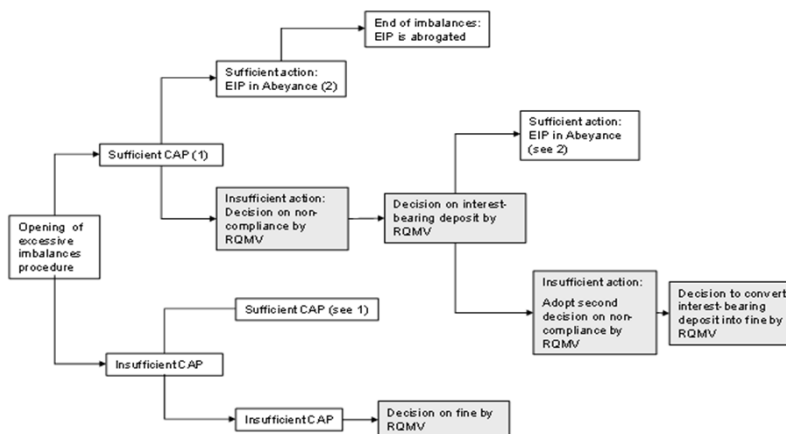 End of imbalances:
EIP is abrogated
Sufficient action:
EIP in Abeyance (2)
Sufficient action:
EIP in Abeyance
(see 2)
Sufficient CAP (1)
Insufficient action:
Decision on non-
compliance by
RQMV
Decision on interest-
bearing deposit by
RQMV
Opening of
excessive
imbalances
procedure
Insufficient action:
Adopt second
decision on non-
compliance by
RQMV
Decision to convert
interest-bearing
deposit into fine by
RQMV
Sufficient CAP (see 1)
Insufficient CAP
Insufficient CAP
Decision on fine by
RQMV